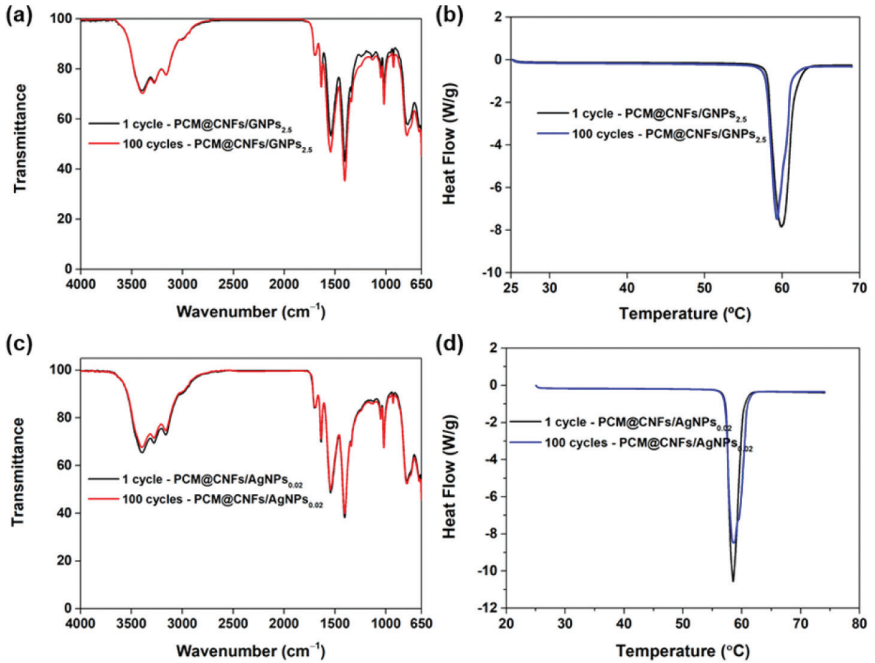 (a)
100
80
60
40
20
0
Transmittance
1 cycle - PCM@CNFs/GNPs2.5
100 cycles - PCM@CNFs/GNPs2.5
4000 3500 3000 2500 2000 1500 1000 650
Wavenumber (cm⁻¹)
(b)
2
0
-2
-4
-6
-8
-10
Heat Flow (W/g)
1 cycle - PCM@CNFs/GNPs2.5
100 cycles - PCM@CNFs/GNPs2.5
25 30 40 50 60 70
Temperature (ºC)
(c)
100
80
60
40
20
0
Transmittance
1 cycle - PCM@CNFs/AgNPs0.02
100 cycles - PCM@CNFs/AgNPs0.02
4000 3500 3000 2500 2000 1500 1000 650
Wavenumber (cm⁻¹)
(d)
2
0
-2
-4
-6
-8
-10
-12
Heat Flow (W/g)
1 cycle - PCM@CNFs/AgNPs0.02
100 cycles - PCM@CNFs/AgNPs0.02
20 30 40 50 60 70 80
Temperature (°C)